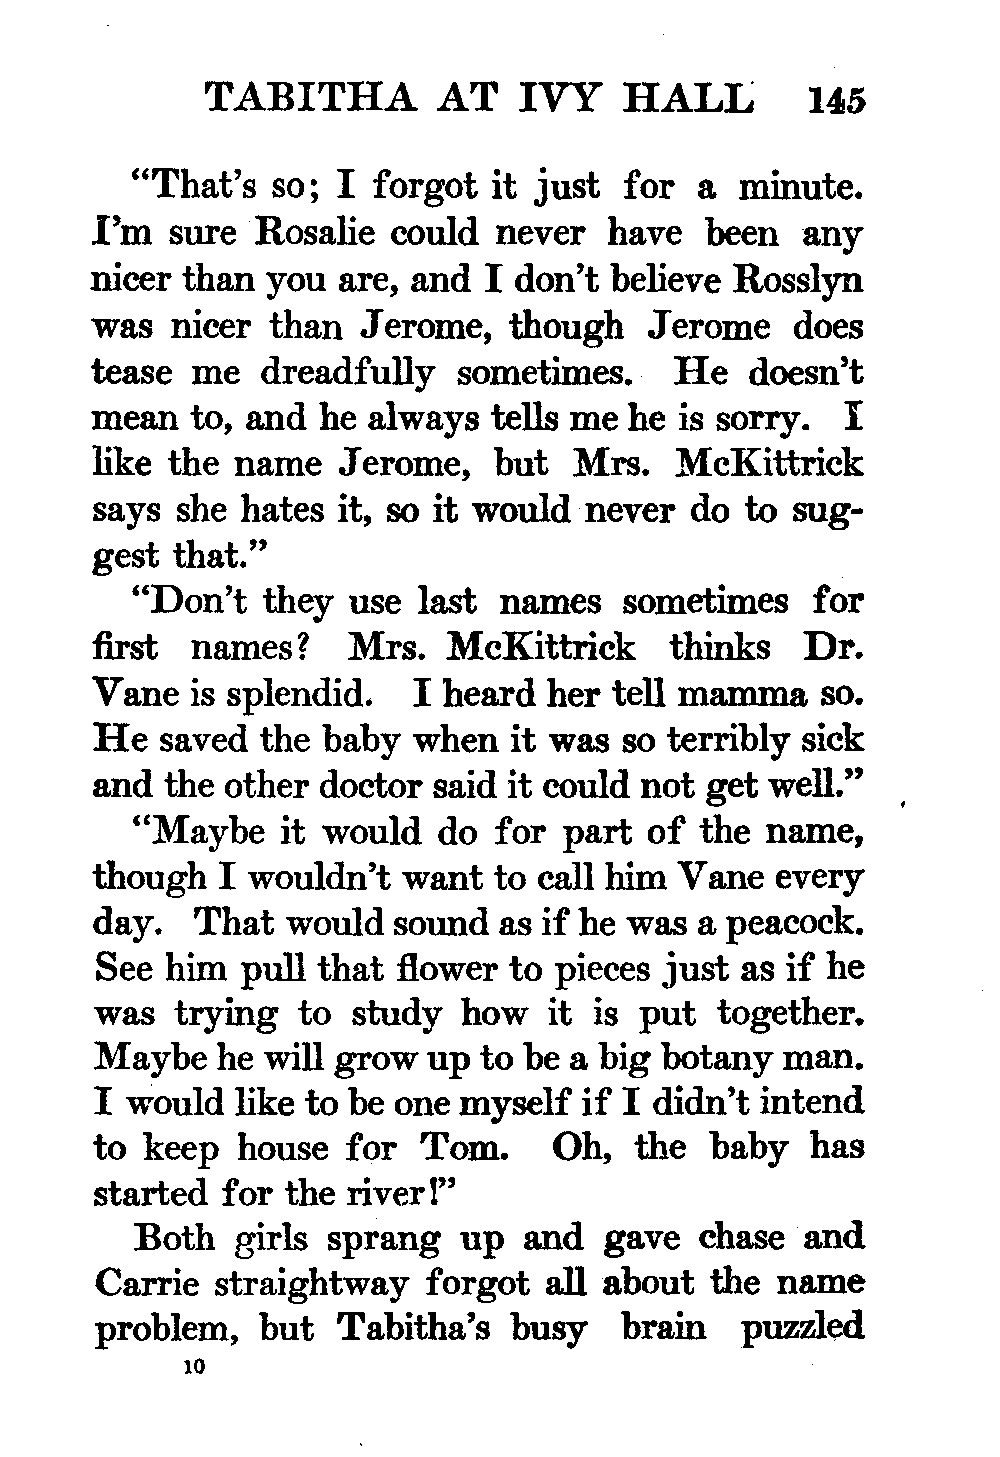 TABITHA AT IVY HALL 145
“That’s so; I forgot it just for a minute.
I’m sure Rosalie could never have been any
nicer than you are, and I don’t believe Rosslyn
was nicer than Jerome, though Jerome does
tease me dreadfully sometimes. He doesn’t
mean to, and he always tells me he is sorry. I
like the name Jerome, but Mrs. McKittrick
says she hates it, so it would never do to sug-
gest that.”
“Don’t they use last names sometimes for
first names? Mrs. McKittrick thinks Dr.
Vane is splendid. I heard her tell mamma so.
He saved the baby when it was so terribly sick
and the other doctor said it could not get well.”
“Maybe it would do for part of the name,
though I wouldn’t want to call him Vane every
day. That would sound as if he was a peacock.
See him pull that flower to pieces just as if he
was trying to study how it is put together.
Maybe he will grow up to be a big botany man.
I would like to be one myself if I didn’t intend
to keep house for Tom. Oh, the baby has
started for the river!”
Both girls sprang up and gave chase and
Carrie straightway forgot all about the name
problem, but Tabitha’s busy brain puzzled
10